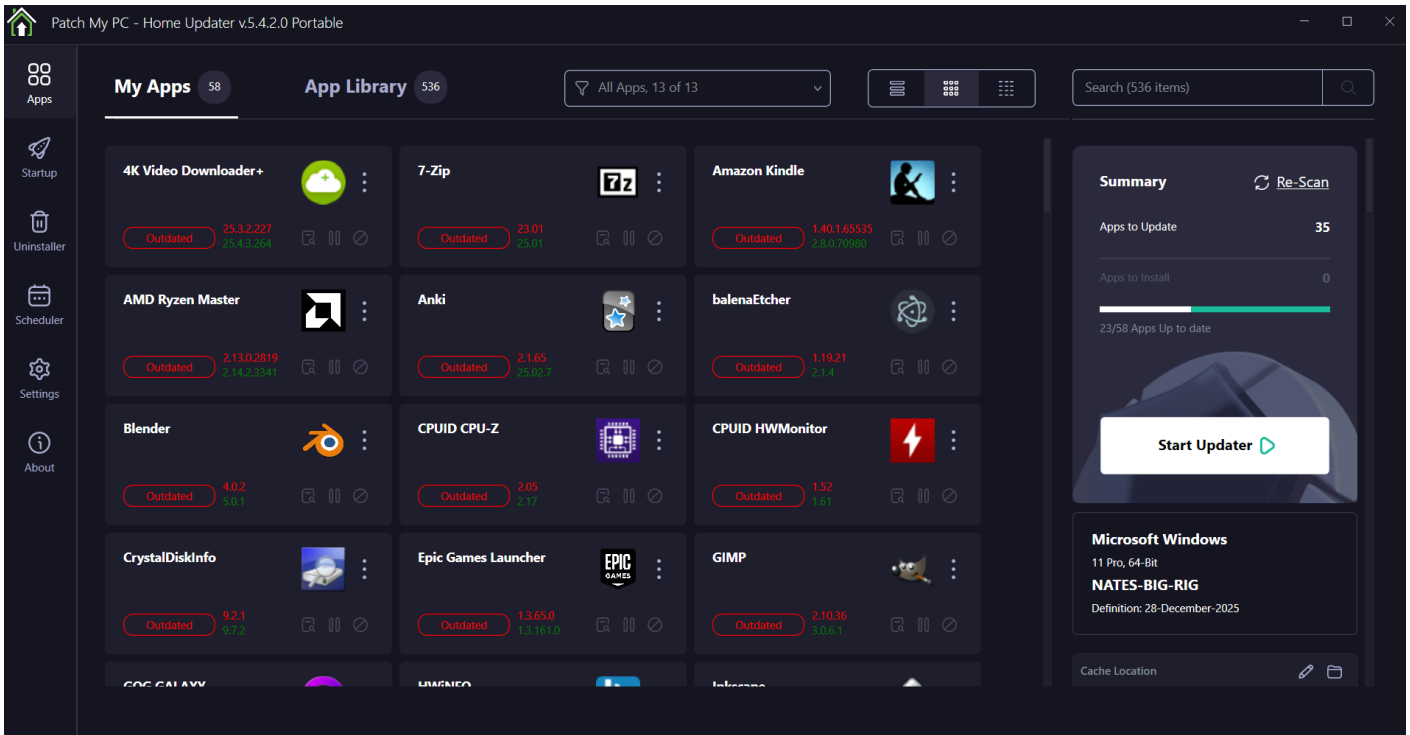 Patch My PC - Home Updater v.5.4.2.0 Portable
Apps
Startup
Uninstaller
Scheduler
Settings
About
My Apps 58
App Library 536
All Apps, 13 of 13
Search (536 items)
4K Video Downloader+
Outdated
25.3.2.227
25.4.3.264
7-Zip
7z
Outdated
23.01
25.01
Amazon Kindle
Outdated
1.40.1.65535
2.8.0.70980
AMD Ryzen Master
Outdated
2.13.0.2819
2.14.2.3341
Anki
Outdated
2.1.65
25.02.7
balenaEtcher
Outdated
1.19.21
2.1.4
Blender
Outdated
4.0.2
5.0.1
CPUID CPU-Z
Outdated
2.05
2.17
CPUID HWMonitor
Outdated
1.52
1.61
CrystalDiskInfo
Outdated
9.2.1
9.7.2
Epic Games Launcher
EPIC
GAMES
Outdated
1.3.65.0
1.3.161.0
GIMP
Outdated
2.10.36
3.0.6.1
GOG GALAXY
HWiNFO
Inkscape
Summary
Re-Scan
Apps to Update 35
Apps to Install 0
23/58 Apps Up to date
Start Updater
Microsoft Windows
11 Pro, 64-Bit
NATES-BIG-RIG
Definition: 28-December-2025
Cache Location